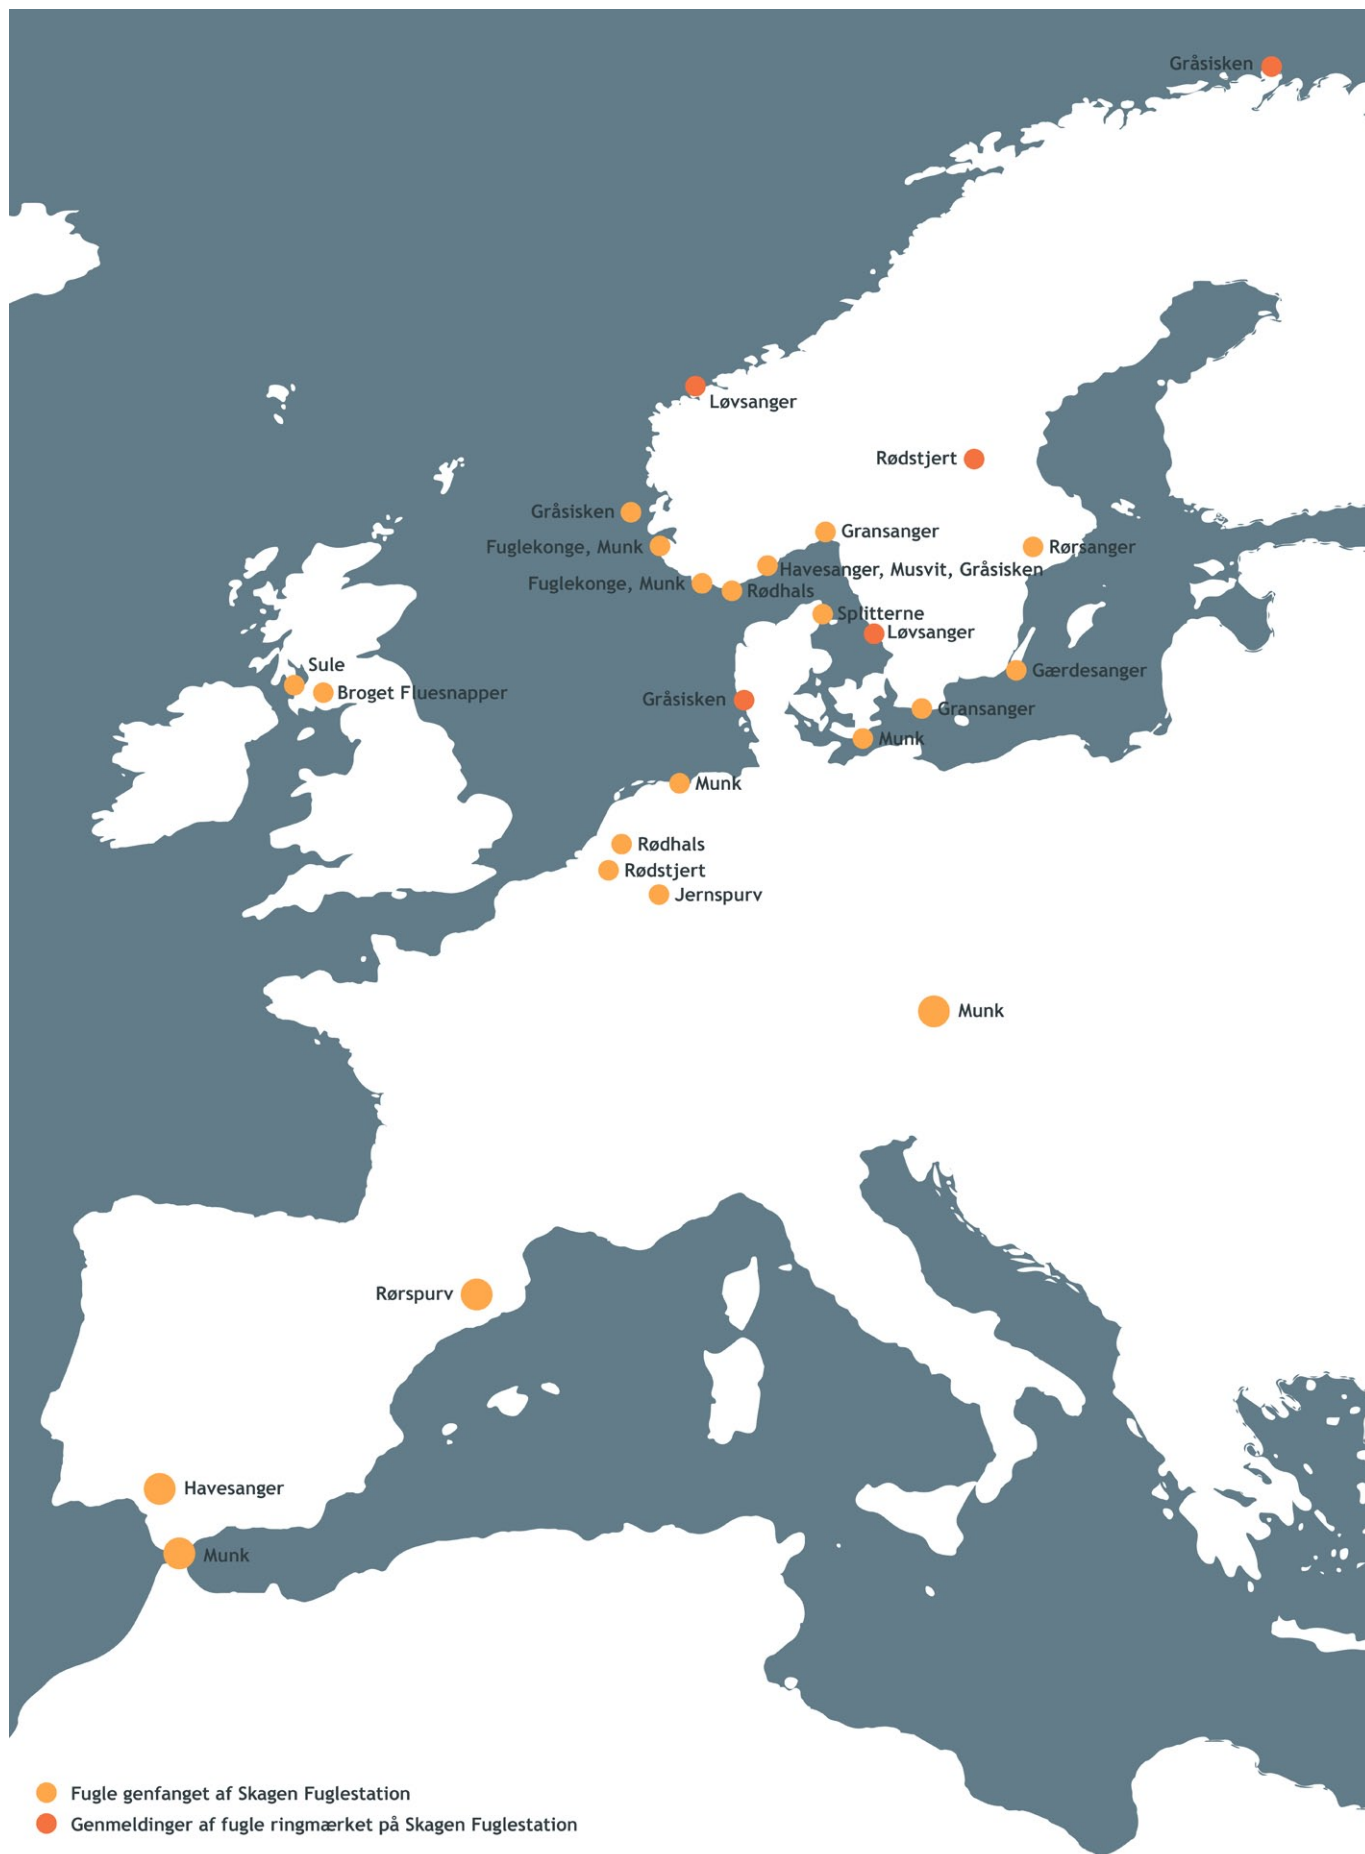 Gråsisken
Løvsanger
Rødstjert
Gråsisken
Gransanger
Fuglekonge, Munk
Rørsanger
Havesanger, Musvit, Gråsisken
Fuglekonge, Munk
Rødhals
Splitterne
Løvsanger
Sule
Gærdesanger
Broget Fluesnapper
Gråsisken
Gransanger
Munk
Munk
Rødhals
Rødstjert
Jernspurv
Munk
Rørspurv
Havesanger
Munk
Fugle genfanget af Skagen Fuglestation
Genmeldinger af fugle ringmærket på Skagen Fuglestation